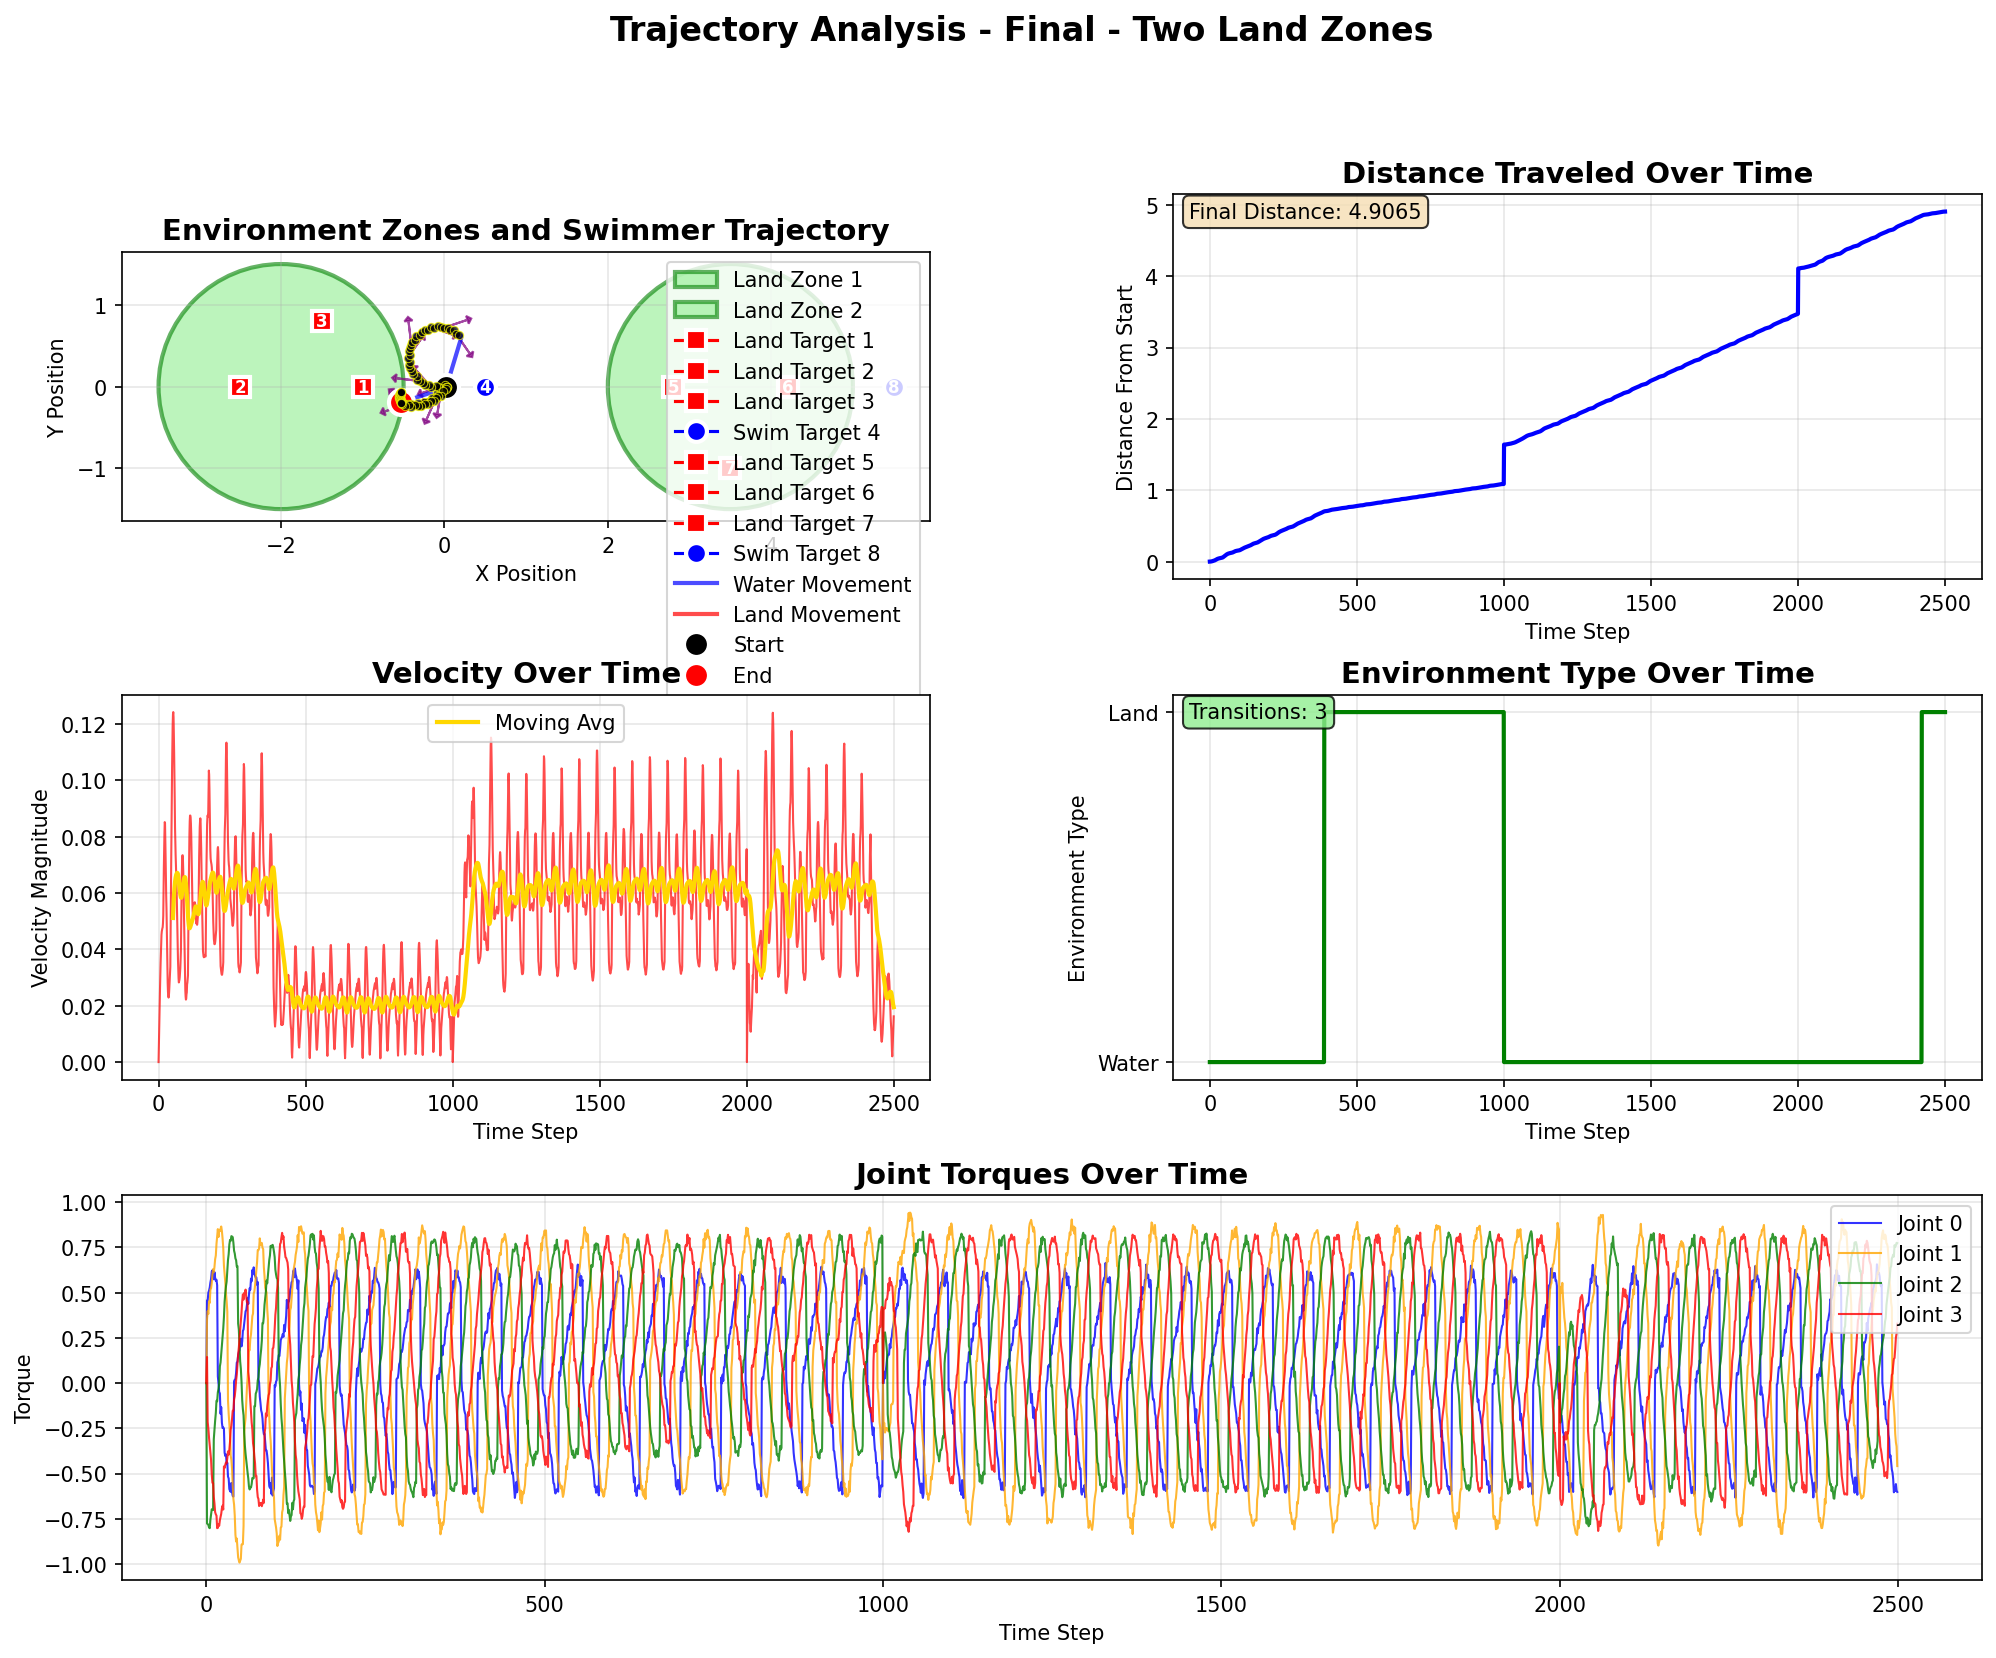 Trajectory Analysis - Final - Two Land Zones
Environment Zones and Swimmer Trajectory
Y Position
1
0
−1
3
2
1
4
5
6
8
7
−2
0
2
4
X Position
Land Zone 1
Land Zone 2
Land Target 1
Land Target 2
Land Target 3
Swim Target 4
Land Target 5
Land Target 6
Land Target 7
Swim Target 8
Water Movement
Land Movement
Start
End
Distance Traveled Over Time
Final Distance: 4.9065
Distance From Start
5
4
3
2
1
0
0
500
1000
1500
2000
2500
Time Step
Velocity Over Time
Moving Avg
Velocity Magnitude
0.12
0.10
0.08
0.06
0.04
0.02
0.00
0
500
1000
1500
2000
2500
Time Step
Environment Type Over Time
Transitions: 3
Environment Type
Land
Water
0
500
1000
1500
2000
2500
Time Step
Joint Torques Over Time
Torque
1.00
0.75
0.50
0.25
0.00
−0.25
−0.50
−0.75
−1.00
Joint 0
Joint 1
Joint 2
Joint 3
0
500
1000
1500
2000
2500
Time Step